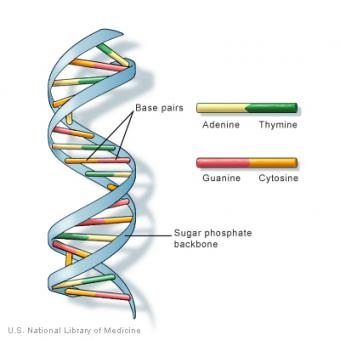 Base pairs
Adenine Thymine
Guanine Cytosine
Sugar phosphate
backbone
U.S. National Library of Medicine